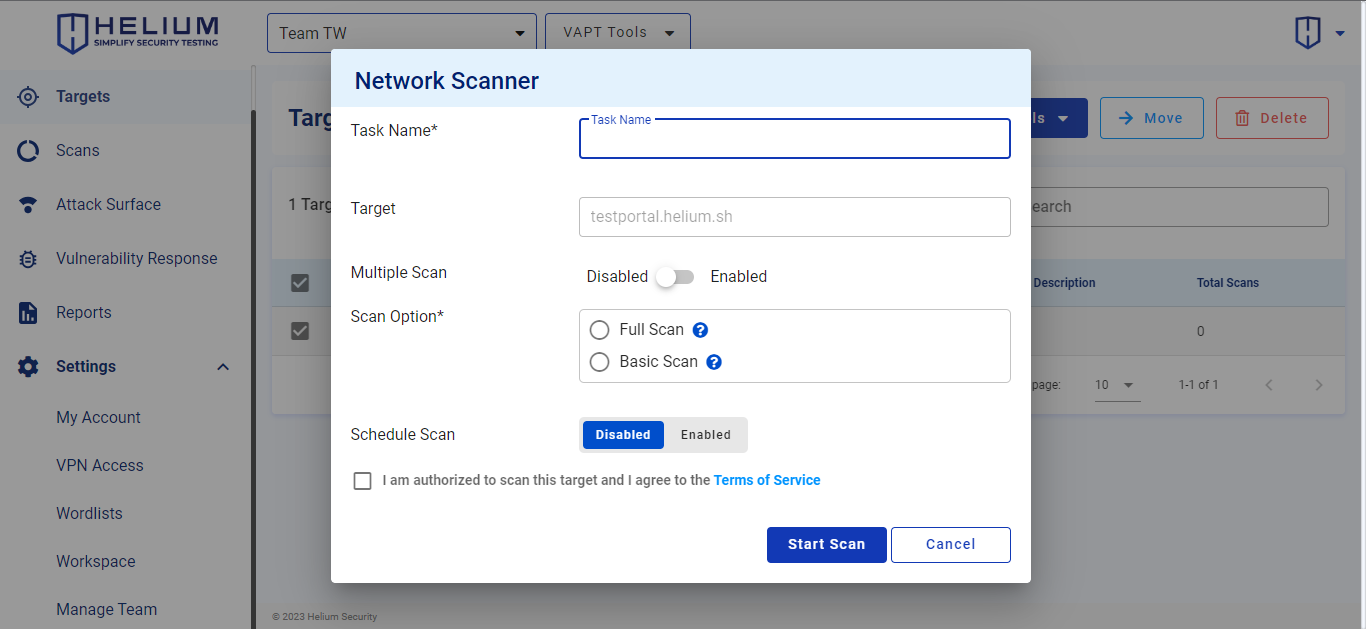 HELIUM
SIMPLIFY SECURITY TESTING
Team TW
VAPT Tools
Targets
Scans
Attack Surface
Vulnerability Response
Reports
Settings
My Account
VPN Access
Wordlists
Workspace
Manage Team
Targ
ls
Move
Delete
1 Targ
earch
Description
Total Scans
0
page:
10
1-1 of 1
Network Scanner
Task Name*
Task Name
Target
testportal.helium.sh
Multiple Scan
Disabled
Enabled
Scan Option*
Full Scan ?
Basic Scan ?
Schedule Scan
Disabled
Enabled
I am authorized to scan this target and I agree to the Terms of Service
Start Scan
Cancel
© 2023 Helium Security